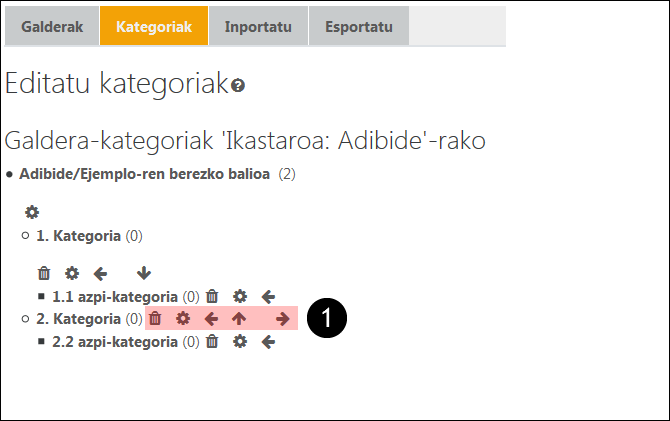 Galderak Kategoriak Inportatu Esportatu
Editatu kategoriak
Galdera-kategoriak 'Ikastaroa: Adibide'-rako
Adibide/Ejemplo-ren berezko balioa (2)
1. Kategoria (0)
1.1 azpi-kategoria (0)
2. Kategoria (0) 1
2.2 azpi-kategoria (0)